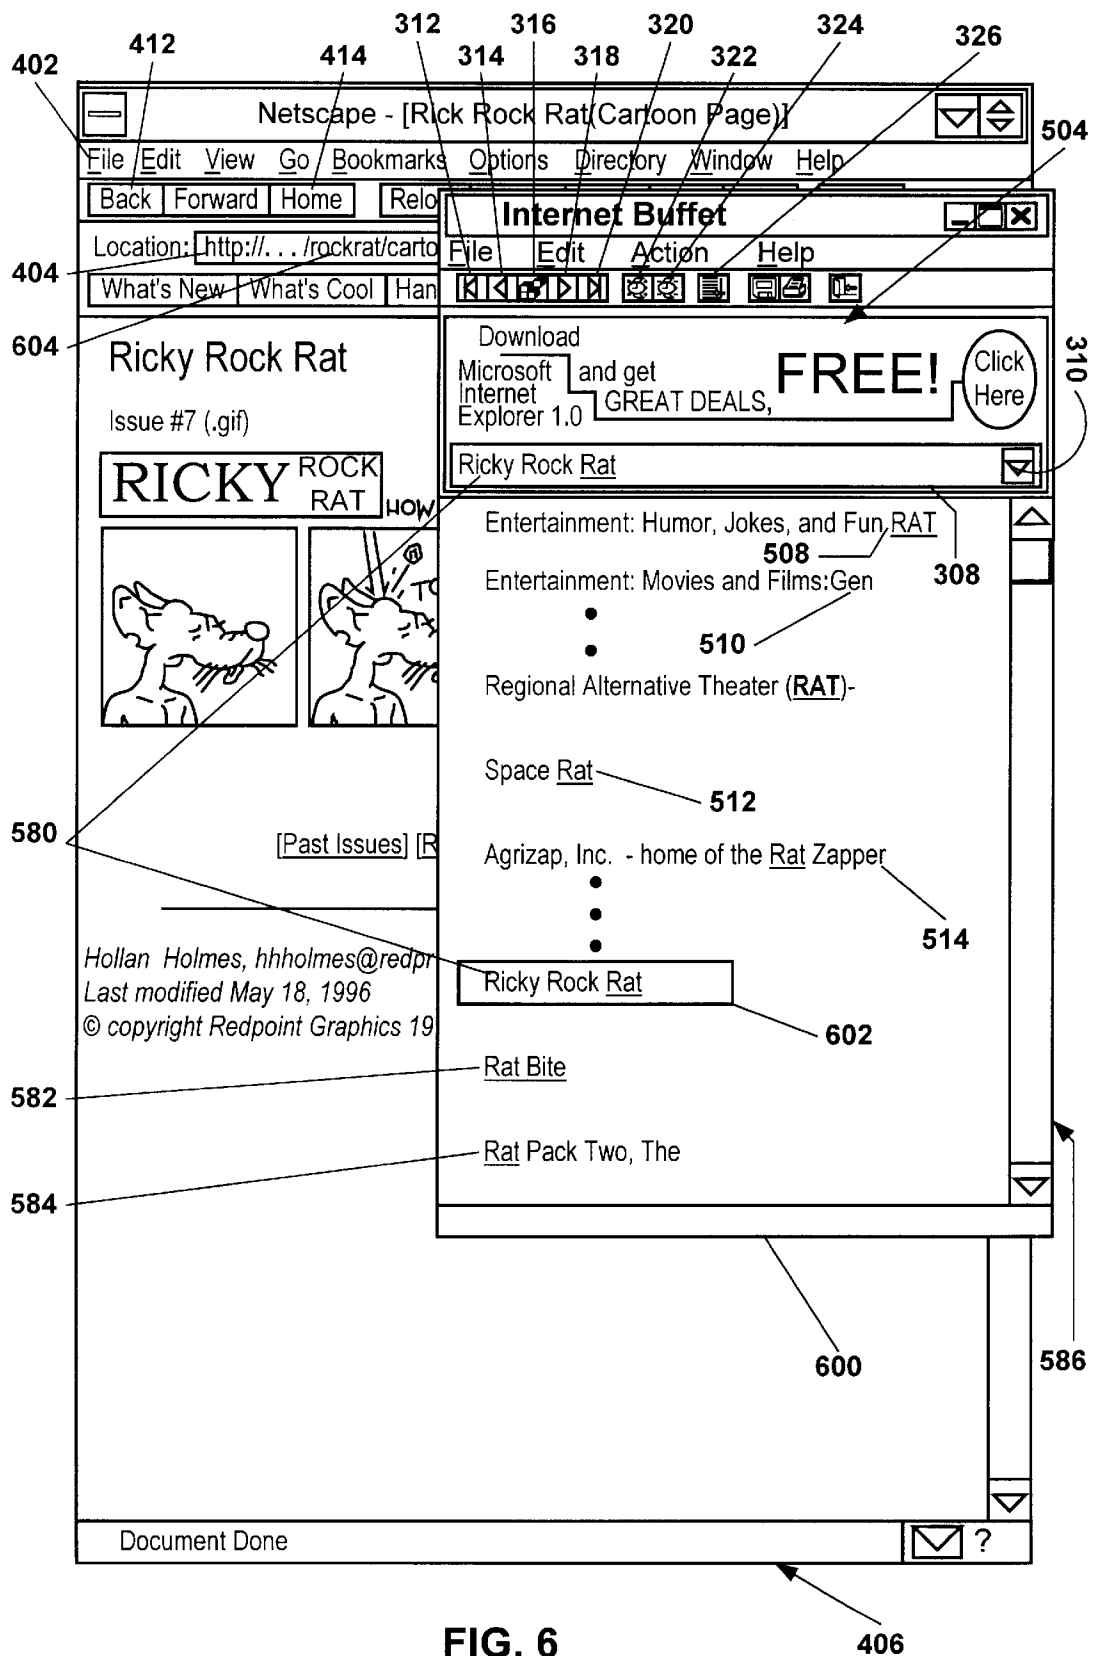 412 312 316 320 324 326
402 414 314 318 322
Netscape - [Rick Rock Rat(Cartoon Page)]
504
File Edit View Go Bookmarks Options Directory Window Help
Back Forward Home Relo
Internet Buffet
Location: http://. . . /rockrat/carto
File Edit Action Help
404
What's New What's Cool Han
604
Ricky Rock Rat
Issue #7 (.gif)
Download
Microsoft
Internet
Explorer 1.0
and get
GREAT DEALS,
FREE!
Click
Here
310
RICKY ROCK
RAT
HOW
TO
Ricky Rock Rat
Entertainment: Humor, Jokes, and Fun RAT
508
308
Entertainment: Movies and Films:Gen
510
Regional Alternative Theater (RAT)-
Space Rat
512
580
[Past Issues] [R
Agrizap, Inc. - home of the Rat Zapper
514
Hollan Holmes, hhholmes@redpr
Last modified May 18, 1996
© copyright Redpoint Graphics 19
Ricky Rock Rat
602
Rat Bite
582
Rat Pack Two, The
584
600
586
Document Done
?
FIG. 6
406